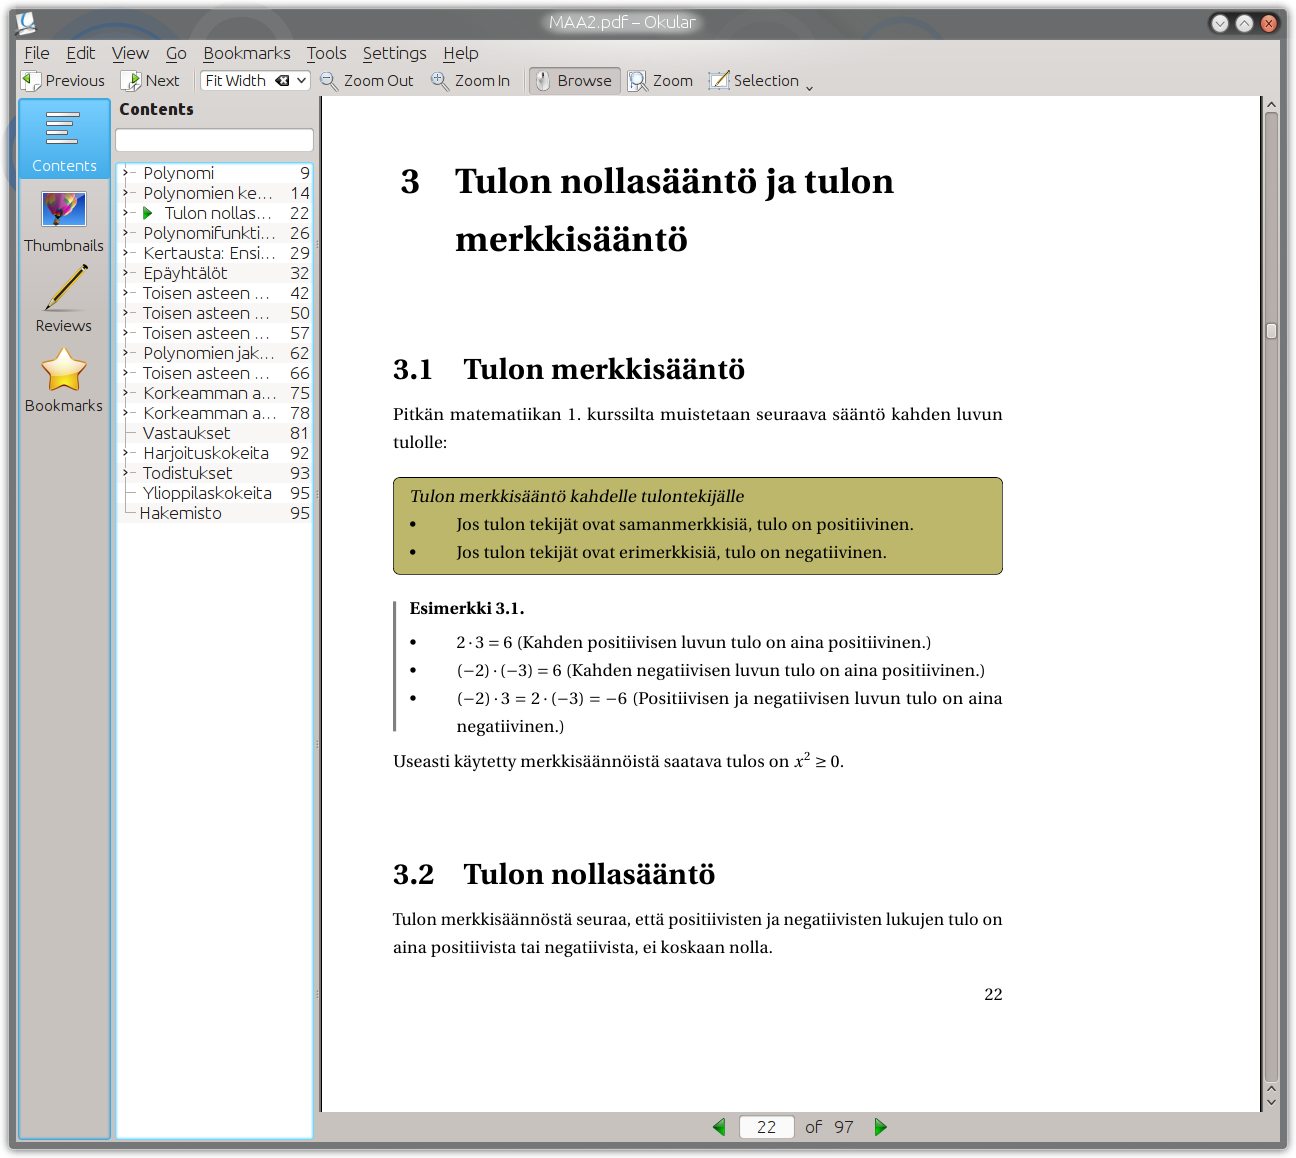 MAA2.pdf – Okular
File Edit View Go Bookmarks Tools Settings Help
Previous Next Fit Width Zoom Out Zoom In Browse Zoom Selection
Contents
Thumbnails
Reviews
Bookmarks
Contents
Polynomi 9
Polynomien ke... 14
Tulon nollas... 22
Polynomifunkti... 26
Kertausta: Ensi... 29
Epäyhtälöt 32
Toisen asteen ... 42
Toisen asteen ... 50
Toisen asteen ... 57
Polynomien jak... 62
Toisen asteen ... 66
Korkeamman a... 75
Korkeamman a... 78
Vastaukset 81
Harjoituskokeita 92
Todistukset 93
Ylioppilaskokeita 95
Hakemisto 95
3 Tulon nollasääntö ja tulon
merkkisääntö
3.1 Tulon merkkisääntö
Pitkän matematiikan 1. kurssilta muistetaan seuraava sääntö kahden luvun
tulolle:
Tulon merkkisääntö kahdelle tulontekijälle
• Jos tulon tekijät ovat samanmerkkisiä, tulo on positiivinen.
• Jos tulon tekijät ovat erimerkkisiä, tulo on negatiivinen.
Esimerkki 3.1.
• 2 · 3 = 6 (Kahden positiivisen luvun tulo on aina positiivinen.)
• (−2) · (−3) = 6 (Kahden negatiivisen luvun tulo on aina positiivinen.)
• (−2) · 3 = 2 · (−3) = −6 (Positiivisen ja negatiivisen luvun tulo on aina
negatiivinen.)
Useasti käytetty merkkisäännöistä saatava tulos on x² ≥ 0.
3.2 Tulon nollasääntö
Tulon merkkisäännöstä seuraa, että positiivisten ja negatiivisten lukujen tulo on
aina positiivista tai negatiivista, ei koskaan nolla.
22
22 of 97